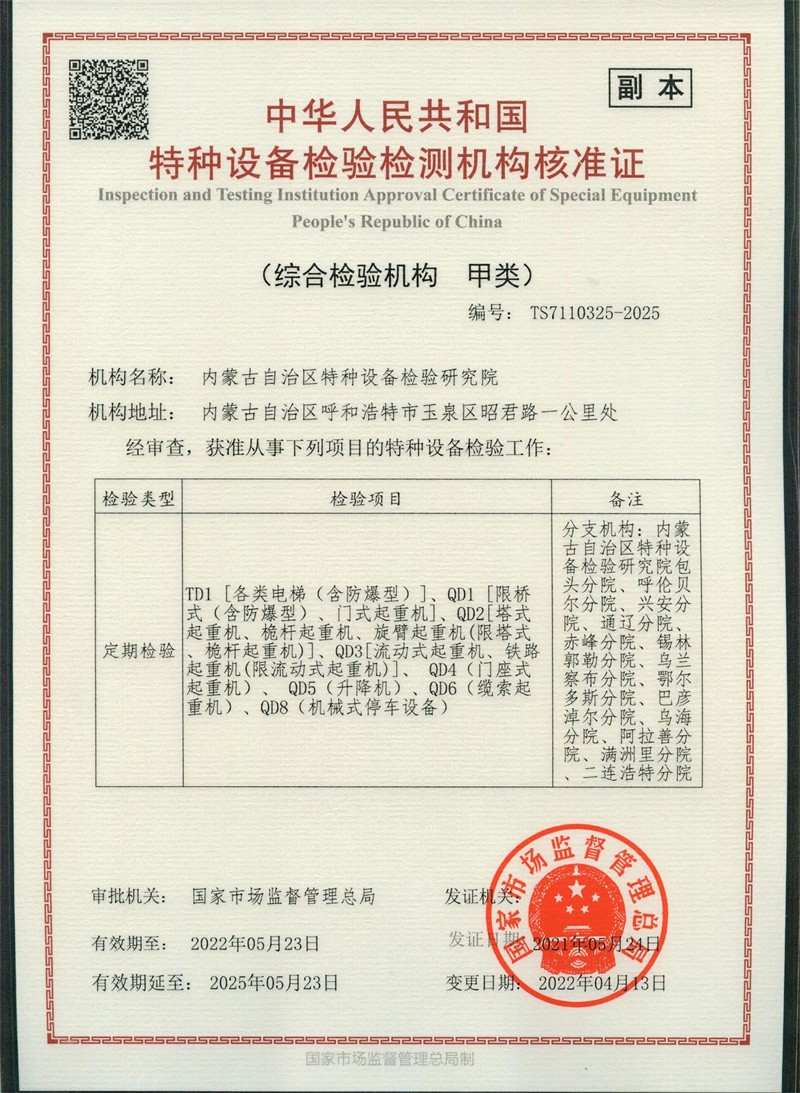 副 本
中华人民共和国
特种设备检验检测机构核准证
Inspection and Testing Institution Approval Certificate of Special Equipment
People's Republic of China
（综合检验机构　甲类）
编号： TS7110325-2025
机构名称： 内蒙古自治区特种设备检验研究院
机构地址： 内蒙古自治区呼和浩特市玉泉区昭君路一公里处
经审查，获准从事下列项目的特种设备检验工作：
检验类型 检验项目 备注
定期检验
TD1 [各类电梯（含防爆型）]、QD1 [限桥
式（含防爆型）、门式起重机]、QD2[塔式
起重机、桅杆起重机、旋臂起重机(限塔式
、桅杆起重机)]、QD3[流动式起重机、铁路
起重机(限流动式起重机)]、 QD4（门座式
起重机）、 QD5（升降机）、QD6（缆索起
重机）、QD8（机械式停车设备）
分支机构：内蒙
古自治区特种设
备检验研究院包
头分院、呼伦贝
尔分院、兴安分
院、通辽分院、
赤峰分院、锡林
郭勒分院、乌兰
察布分院、鄂尔
多斯分院、巴彦
淖尔分院、乌海
分院、阿拉善分
院、满洲里分院
、二连浩特分院
审批机关： 国家市场监督管理总局
发证机关：
国家市场监督管理总局
有效期至： 2022年05月23日
发证日期 2021年05月24日
有效期延至： 2025年05月23日
变更日期： 2022年04月13日
国家市场监督管理总局制